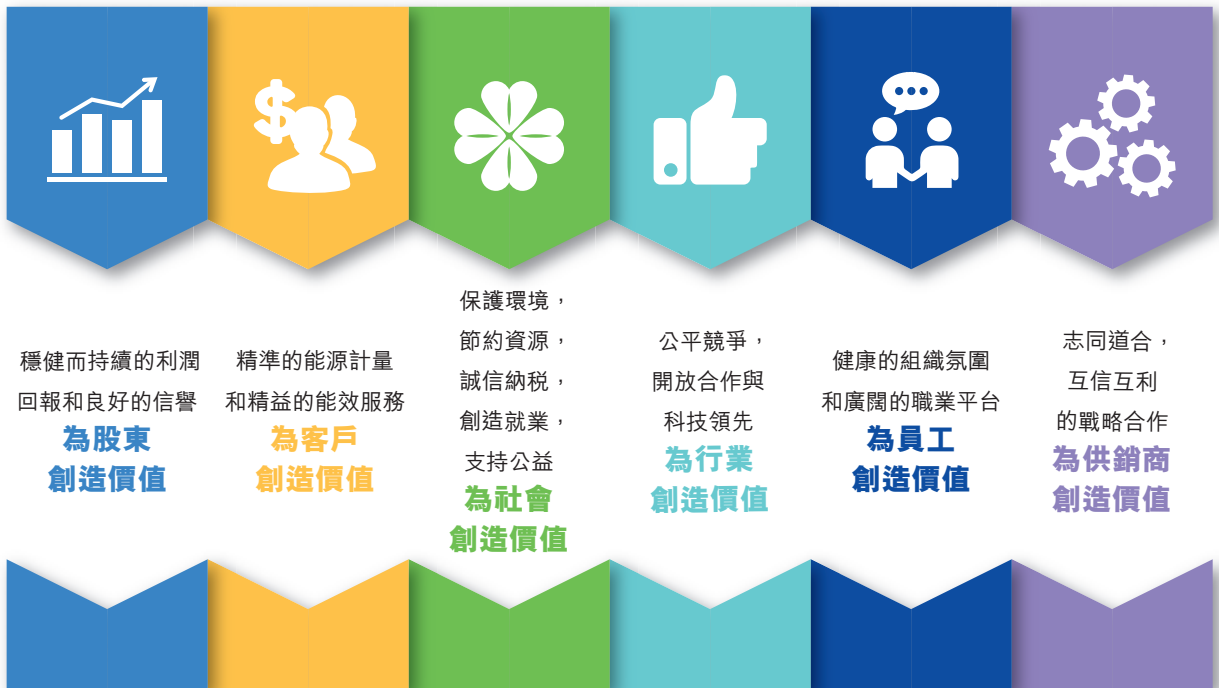 穩健而持續的利潤
回報和良好的信譽
為股東
創造價值
精準的能源計量
和精益的能效服務
為客戶
創造價值
保護環境，
節約資源，
誠信納稅，
創造就業，
支持公益
為社會
創造價值
公平競爭，
開放合作與
科技領先
為行業
創造價值
健康的組織氛圍
和廣闊的職業平台
為員工
創造價值
志同道合，
互信互利
的戰略合作
為供銷商
創造價值